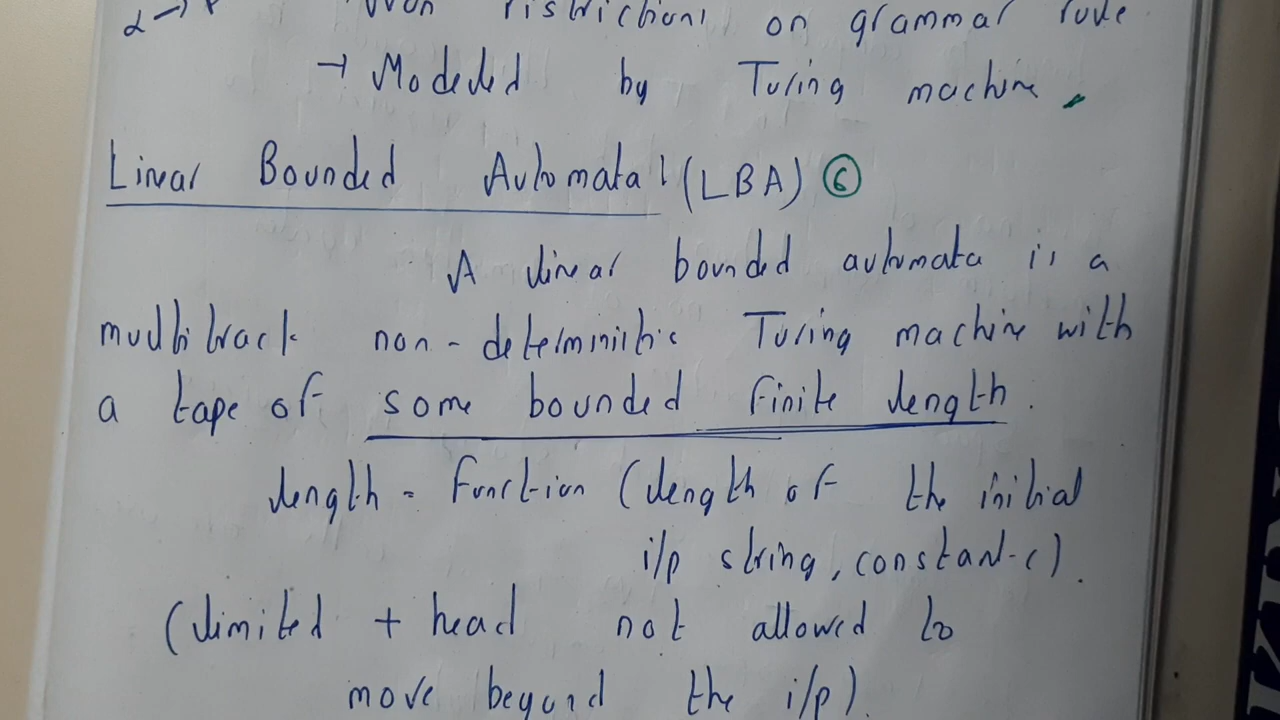 restrictions on grammar rule
→ Modeled by Turing machine.
Linear Bounded Automata: (LBA) 6
A linear bounded automata is a
multi track non-deterministic Turing machine with
a tape of some bounded finite length.
length = Function (length of the initial
i/p string, constant-c).
(limited + head not allowed to
move beyond the i/p).